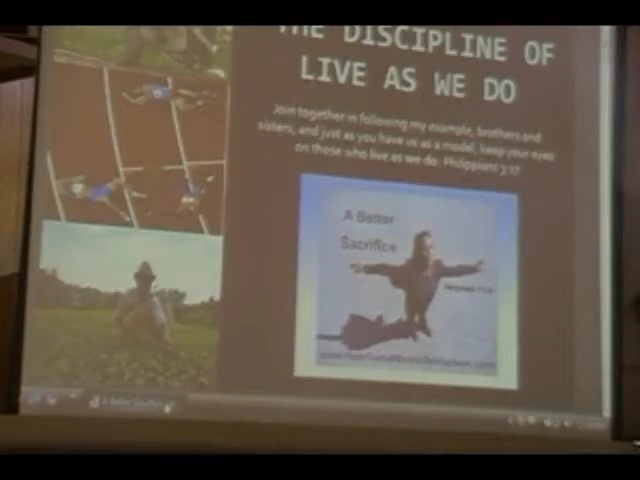 THE DISCIPLINE OF
LIVE AS WE DO
Join together in following my example, brothers and
sisters, and just as you have us as a model, keep your eyes
on those who live as we do. Philippians 3:17
A Better
Sacrifice